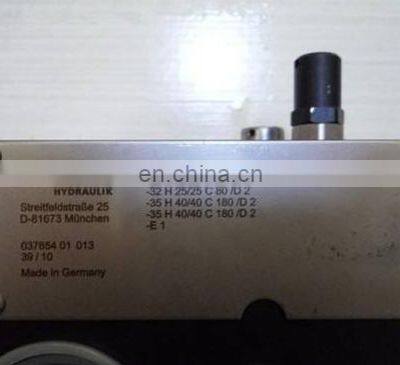 HYDRAULIK
Streitfeldstraße 25
D-81673 München
037654 01 013
39 / 10
Made in Germany
-32 H 25/25 C 80 /D 2
-35 H 40/40 C 180 /D 2
-35 H 40/40 C 180 /D 2
-E 1
en.china.cn